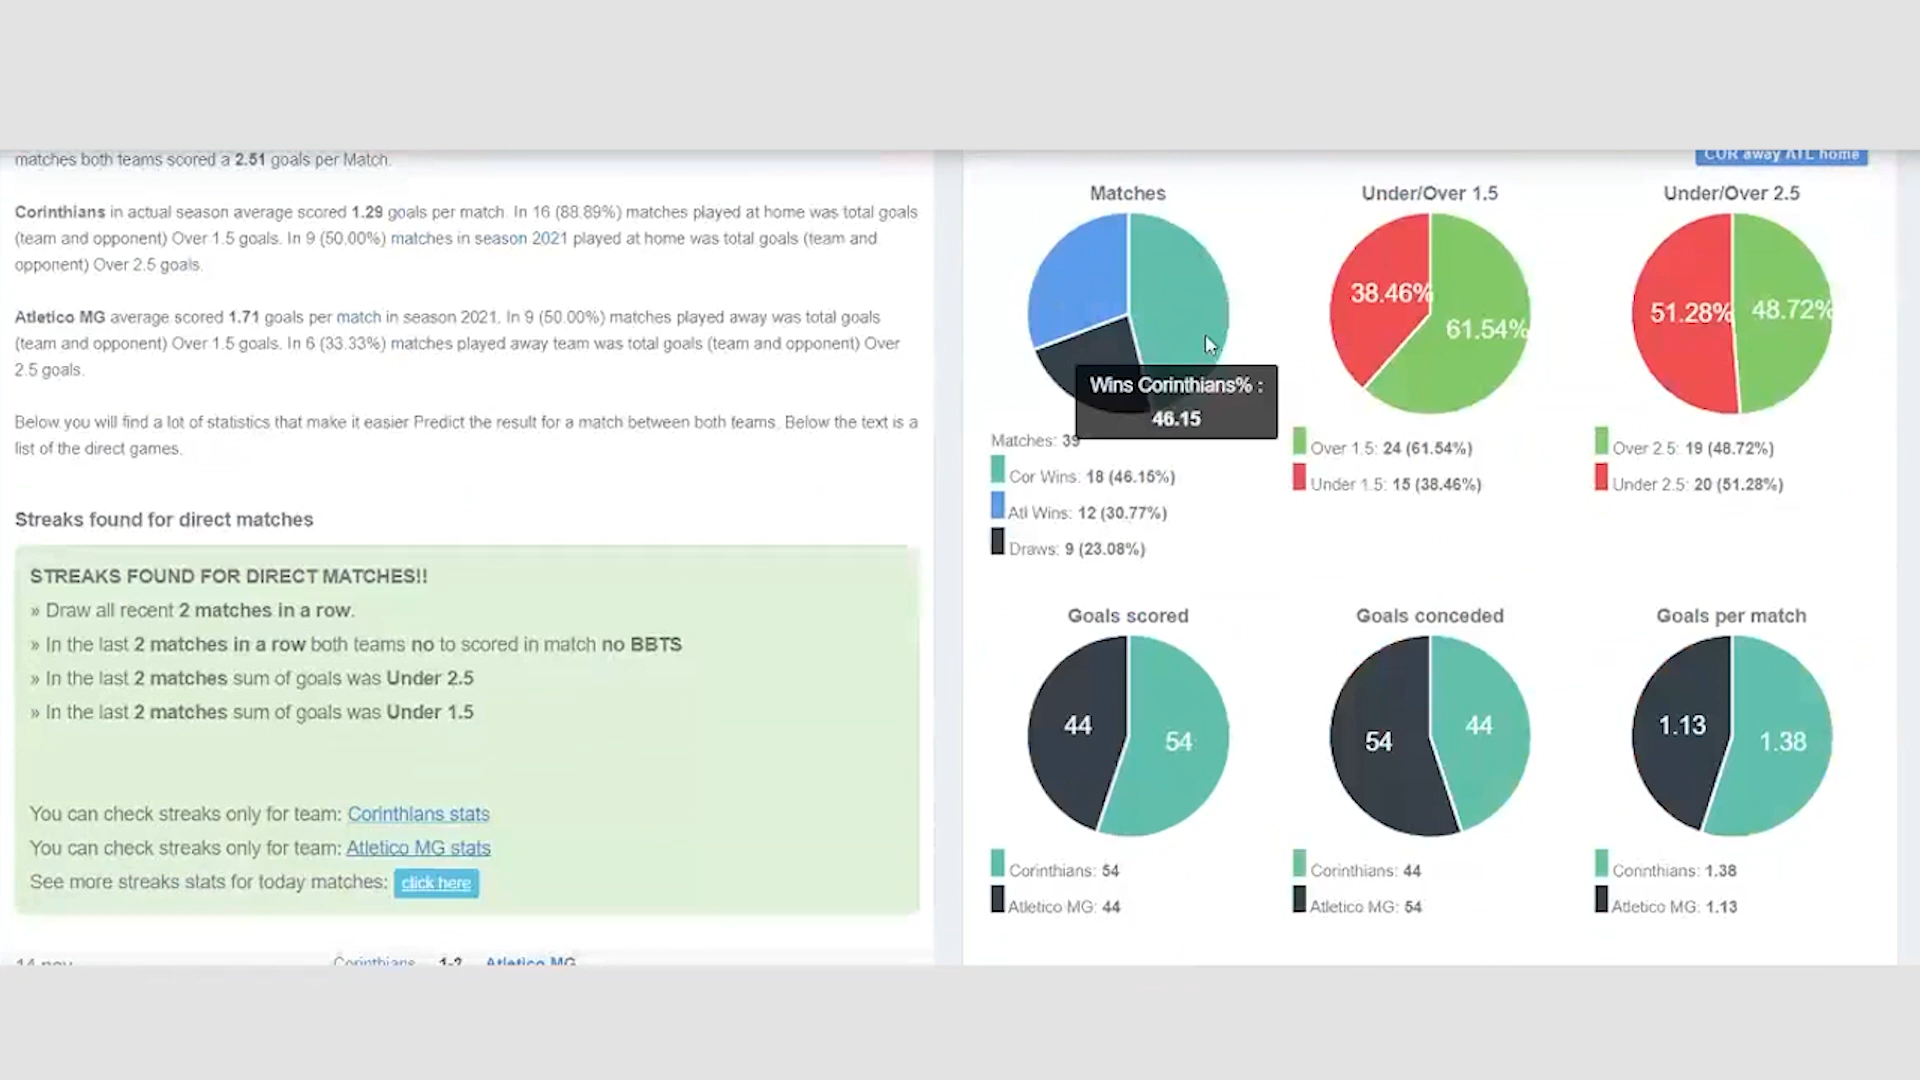 matches both teams scored a 2.51 goals per Match.
Corinthians in actual season average scored 1.29 goals per match. In 16 (88.89%) matches played at home was total goals
(team and opponent) Over 1.5 goals. In 9 (50.00%) matches in season 2021 played at home was total goals (team and
opponent) Over 2.5 goals.
Atletico MG average scored 1.71 goals per match in season 2021. In 9 (50.00%) matches played away was total goals
(team and opponent) Over 1.5 goals. In 6 (33.33%) matches played away team was total goals (team and opponent) Over
2.5 goals.
Below you will find a lot of statistics that make it easier Predict the result for a match between both teams. Below the text is a
list of the direct games.
Streaks found for direct matches
STREAKS FOUND FOR DIRECT MATCHES!!
» Draw all recent 2 matches in a row.
» In the last 2 matches in a row both teams no to scored in match no BBTS
» In the last 2 matches sum of goals was Under 2.5
» In the last 2 matches sum of goals was Under 1.5
You can check streaks only for team: Corinthians stats
You can check streaks only for team: Atletico MG stats
See more streaks stats for today matches: click here
14 nov Corinthians 1-2 Atletico MG
COR away ATL home
Matches
Wins Corinthians% :
46.15
Matches: 39
Cor Wins: 18 (46.15%)
Atl Wins: 12 (30.77%)
Draws: 9 (23.08%)
Under/Over 1.5
38.46%
61.54%
Over 1.5: 24 (61.54%)
Under 1.5: 15 (38.46%)
Under/Over 2.5
51.28%
48.72%
Over 2.5: 19 (48.72%)
Under 2.5: 20 (51.28%)
Goals scored
44
54
Corinthians: 54
Atletico MG: 44
Goals conceded
54
44
Corinthians: 44
Atletico MG: 54
Goals per match
1.13
1.38
Corinthians: 1.38
Atletico MG: 1.13